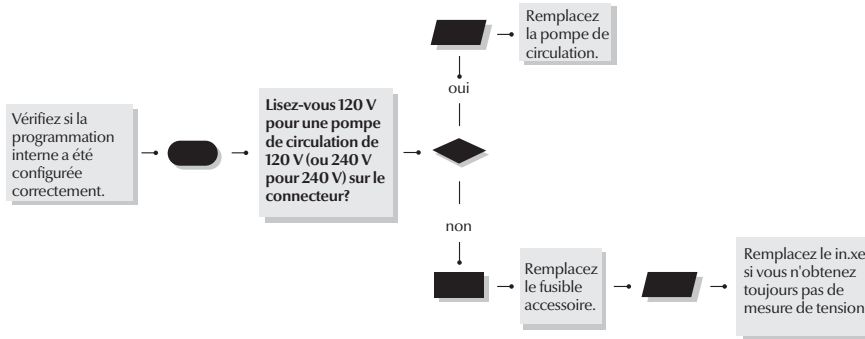 Vérifiez si la
programmation
interne a été
configurée
correctement.
Lisez-vous 120 V
pour une pompe
de circulation de
120 V (ou 240 V
pour 240 V) sur le
connecteur?
oui
Remplacez
la pompe de
circulation.
non
Remplacez
le fusible
accessoire.
Remplacez le in.xe
si vous n'obtenez
toujours pas de
mesure de tension